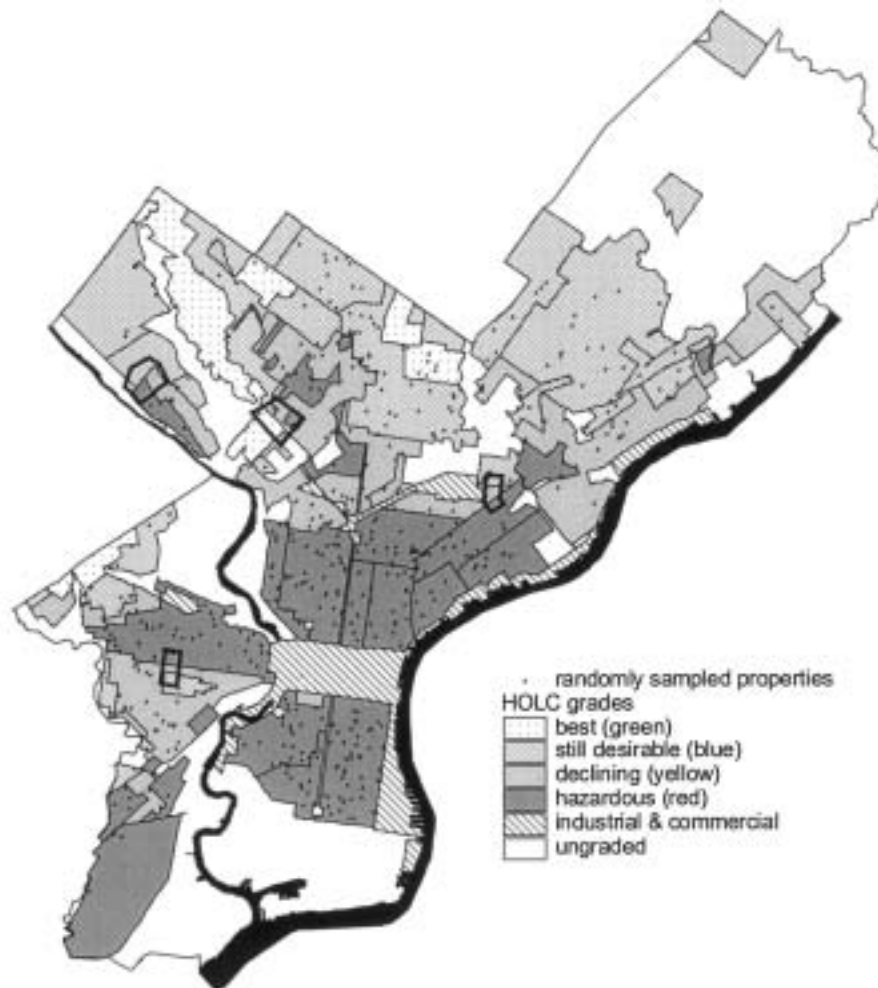 randomly sampled properties
HOLC grades
best (green)
still desirable (blue)
declining (yellow)
hazardous (red)
industrial & commercial
ungraded